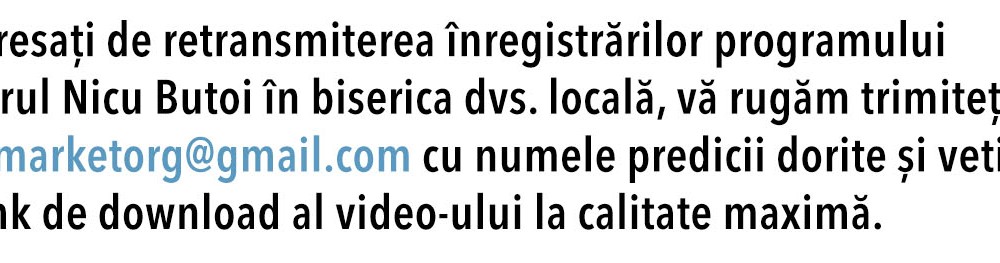 resați de retransmiterea înregistrărilor programului
rul Nicu Butoi în biserica dvs. locală, vă rugăm trimiteț
marketorg@gmail.com cu numele predicii dorite și veti
nk de download al video-ului la calitate maximă.